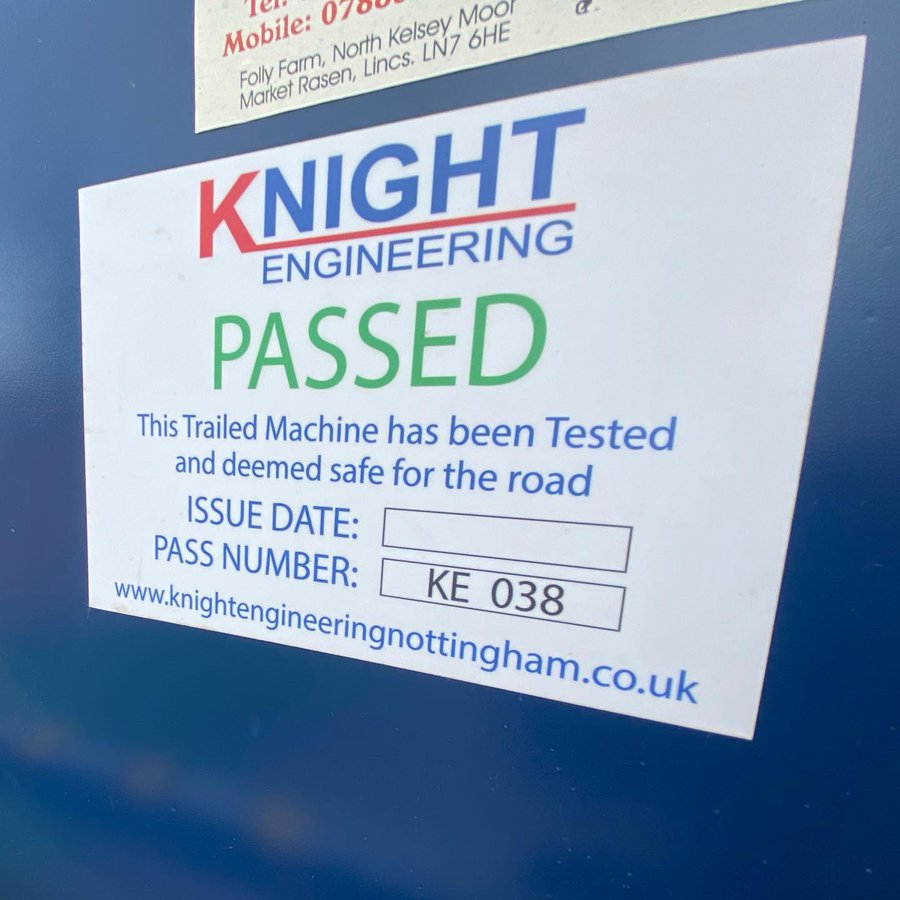 Mobile:
Folly Farm, North Kelsey Moor
Market Rasen, Lincs. LN7 6HE
KNIGHT
ENGINEERING
PASSED
This Trailed Machine has been Tested
and deemed safe for the road
ISSUE DATE:
PASS NUMBER: KE 038
www.knightengineeringnottingham.co.uk